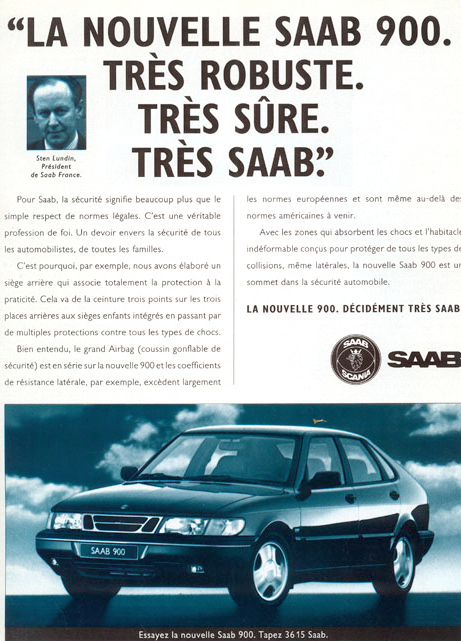 “LA NOUVELLE SAAB 900.
TRÈS ROBUSTE.
TRÈS SÛRE.
TRÈS SAAB.”
Sten Lundin,
Président
de Saab France.
Pour Saab, la sécurité signifie beaucoup plus que le
simple respect de normes légales. C'est une véritable
profession de foi. Un devoir envers la sécurité de tous
les automobilistes, de toutes les familles.
C'est pourquoi, par exemple, nous avons élaboré un
siège arrière qui associe totalement la protection à la
praticité. Cela va de la ceinture trois points sur les trois
places arrières aux sièges enfants intégrés en passant par
de multiples protections contre tous les types de chocs.
Bien entendu, le grand Airbag (coussin gonflable de
sécurité) est en série sur la nouvelle 900 et les coefficients
de résistance latérale, par exemple, excèdent largement
les normes européennes et sont même au-delà des
normes américaines à venir.
Avec les zones qui absorbent les chocs et l'habitacle
indéformable conçus pour protéger de tous les types de
collisions, même latérales, la nouvelle Saab 900 est un
sommet dans la sécurité automobile.
LA NOUVELLE 900. DÉCIDÉMENT TRÈS SAAB
SAAB
SCANIA
SAAB
SAAB 900
Essayez la nouvelle Saab 900. Tapez 3615 Saab.